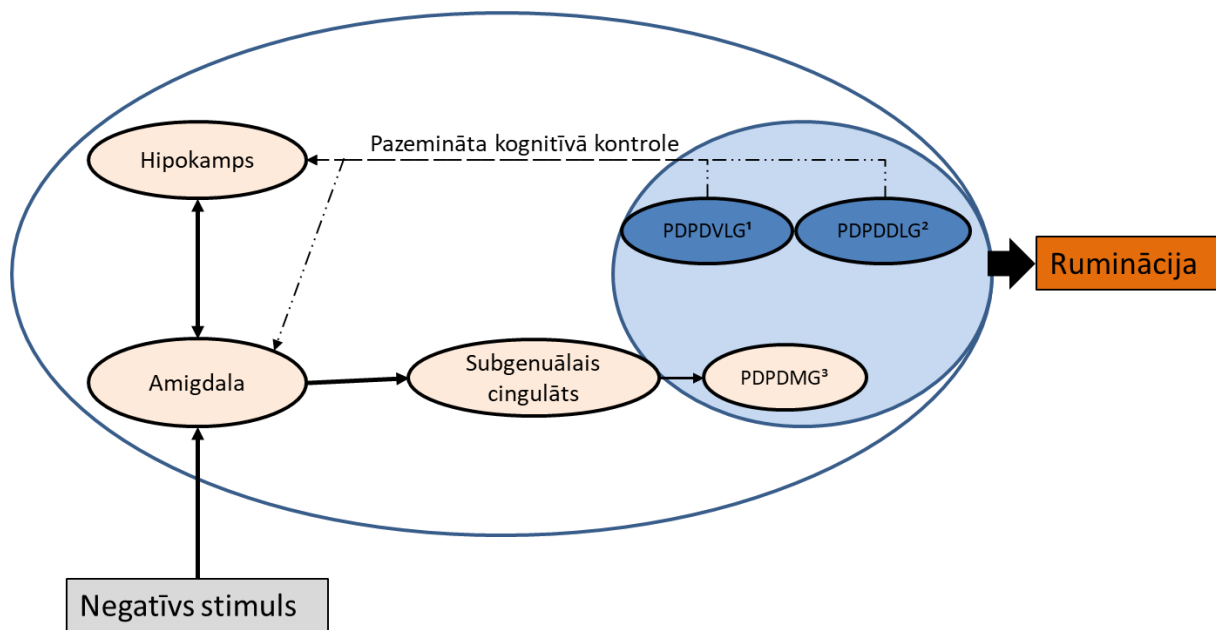 Pazemināta kognitīvā kontrole
Hipokamps
PDPDVLG¹
PDPDDLG²
Ruminācija
Amigdala
Subgenuālais
cingulāts
PDPDMG³
Negatīvs stimuls